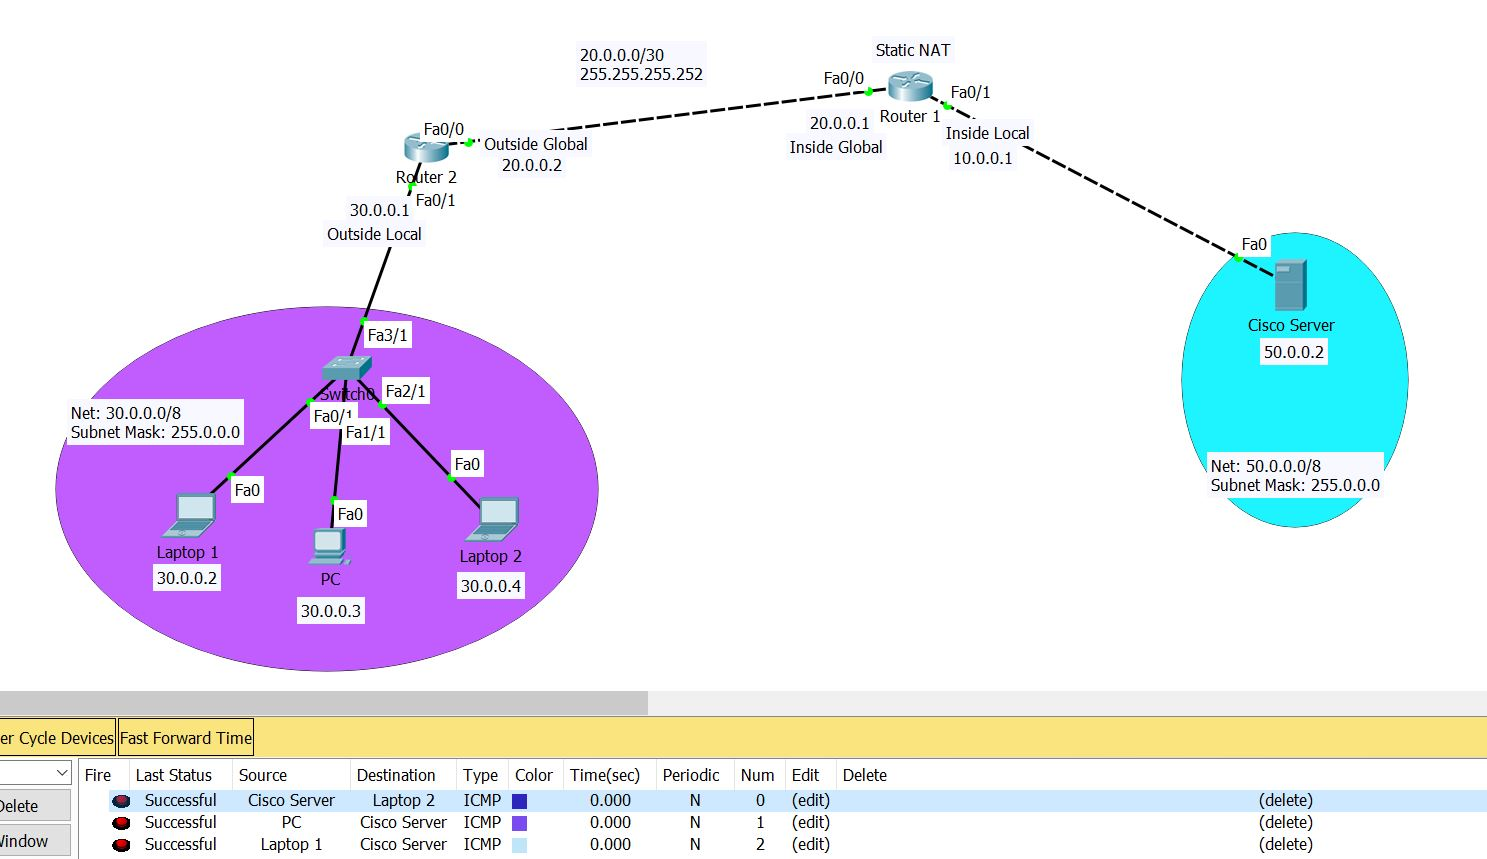 Static NAT
20.0.0.0/30
255.255.255.252
Fa0/0
Fa0/1
Router 1
20.0.0.1
Inside Global
Inside Local
10.0.0.1
Fa0/0
Outside Global
20.0.0.2
Router 2
Fa0/1
30.0.0.1
Outside Local
Fa0
Cisco Server
50.0.0.2
Net: 50.0.0.0/8
Subnet Mask: 255.0.0.0
Fa3/1
Switch0
Fa2/1
Fa0/1
Fa1/1
Net: 30.0.0.0/8
Subnet Mask: 255.0.0.0
Fa0
Fa0
Fa0
Laptop 1
30.0.0.2
PC
30.0.0.3
Laptop 2
30.0.0.4
er Cycle Devices Fast Forward Time
Fire Last Status Source Destination Type Color Time(sec) Periodic Num Edit Delete
Successful Cisco Server Laptop 2 ICMP 0.000 N 0 (edit) (delete)
Successful PC Cisco Server ICMP 0.000 N 1 (edit) (delete)
Successful Laptop 1 Cisco Server ICMP 0.000 N 2 (edit) (delete)
Delete
Window